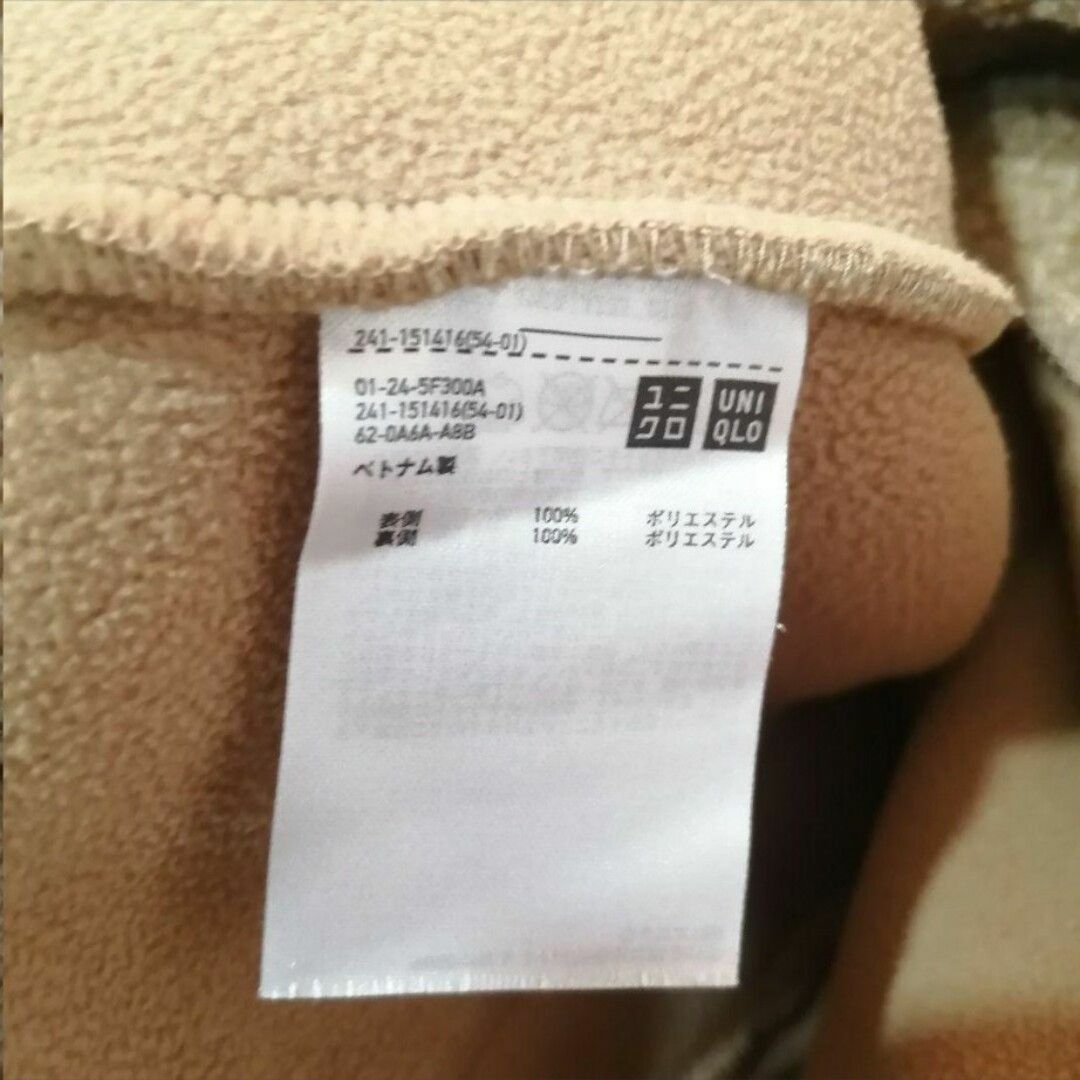 241-151416(54-01)
01-24-5F300A
241-151416(54-01)
62-0A6A-A8B
ベトナム製
ユニ
クロ
UNI
QLO
表側 100% ポリエステル
裏側 100% ポリエステル